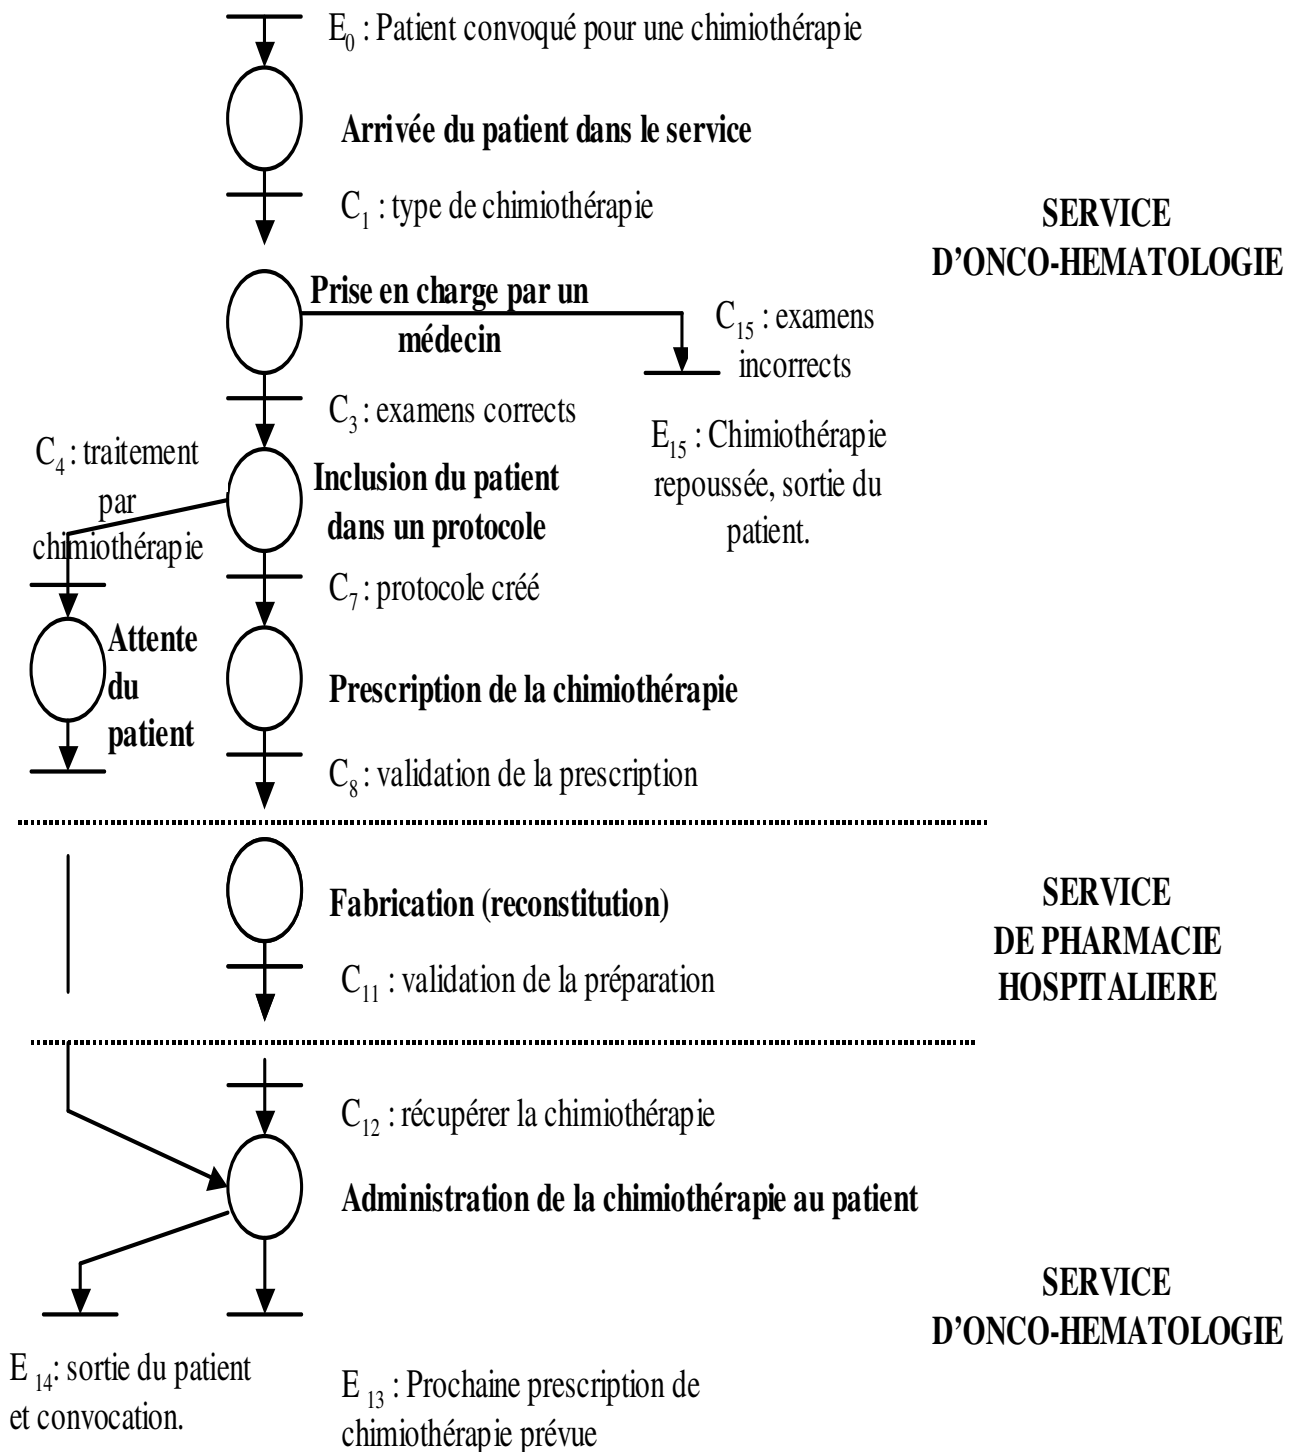 E0 : Patient convoqué pour une chimiothérapie
Arrivée du patient dans le service
C1 : type de chimiothérapie
SERVICE
D’ONCO-HEMATOLOGIE
Prise en charge par un
médecin
C15 : examens
incorrects
C3 : examens corrects
E15 : Chimiothérapie
repoussée, sortie du
patient.
C4 : traitement
par
chimiothérapie
Inclusion du patient
dans un protocole
C7 : protocole créé
Attente
du
patient
Prescription de la chimiothérapie
C8 : validation de la prescription
Fabrication (reconstitution)
SERVICE
DE PHARMACIE
HOSPITALIERE
C11 : validation de la préparation
C12 : récupérer la chimiothérapie
Administration de la chimiothérapie au patient
SERVICE
D’ONCO-HEMATOLOGIE
E 14: sortie du patient
et convocation.
E 13 : Prochaine prescription de
chimiothérapie prévue